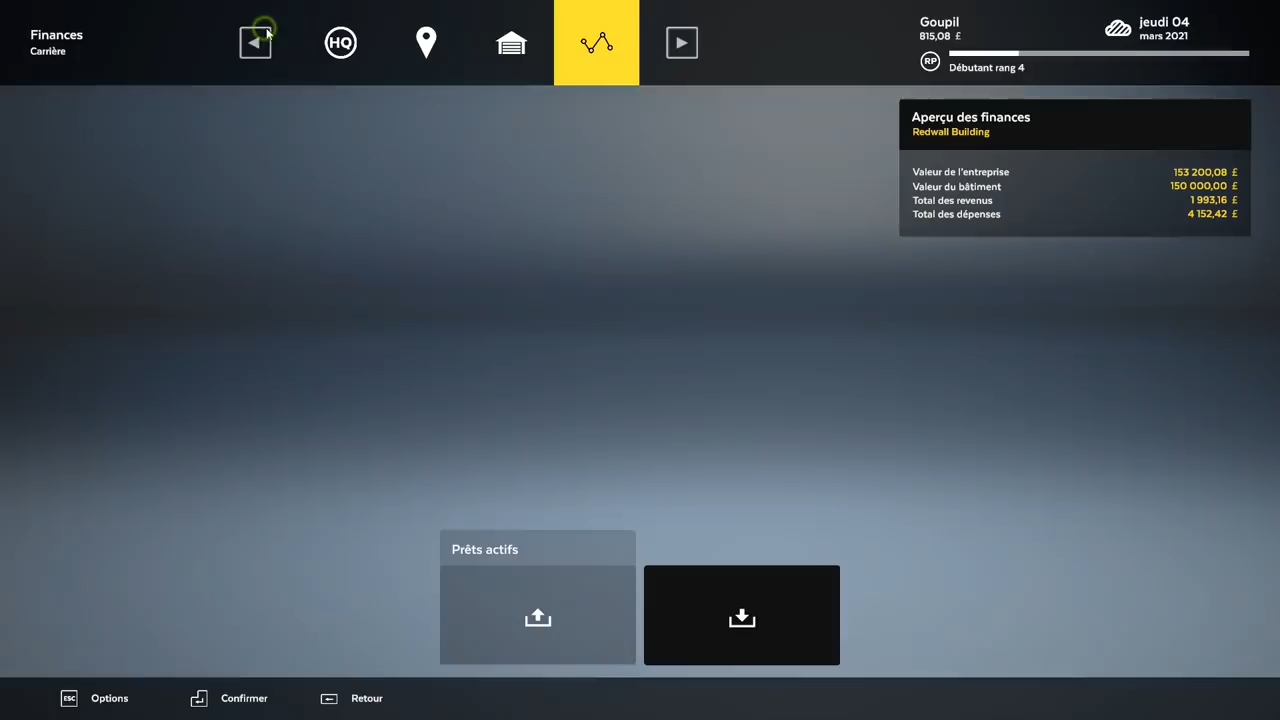 Finances
Carrière
HQ
Goupil
815,08 £
jeudi 04
mars 2021
RP
Débutant rang 4
Aperçu des finances
Redwall Building
Valeur de l'entreprise 153 200,08 £
Valeur du bâtiment 150 000,00 £
Total des revenus 1 993,16 £
Total des dépenses 4 152,42 £
Prêts actifs
ESC Options Confirmer Retour